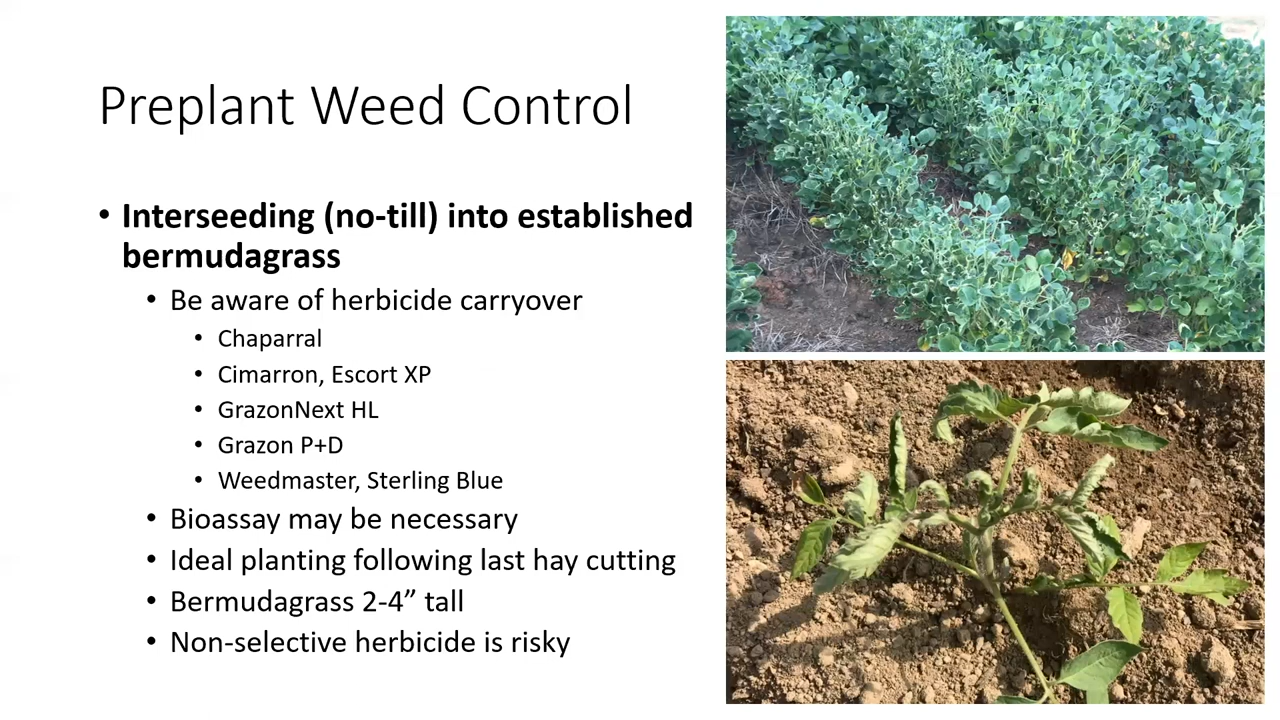 Preplant Weed Control
• Interseeding (no-till) into established
bermudagrass
• Be aware of herbicide carryover
• Chaparral
• Cimarron, Escort XP
• GrazonNext HL
• Grazon P+D
• Weedmaster, Sterling Blue
• Bioassay may be necessary
• Ideal planting following last hay cutting
• Bermudagrass 2-4” tall
• Non-selective herbicide is risky